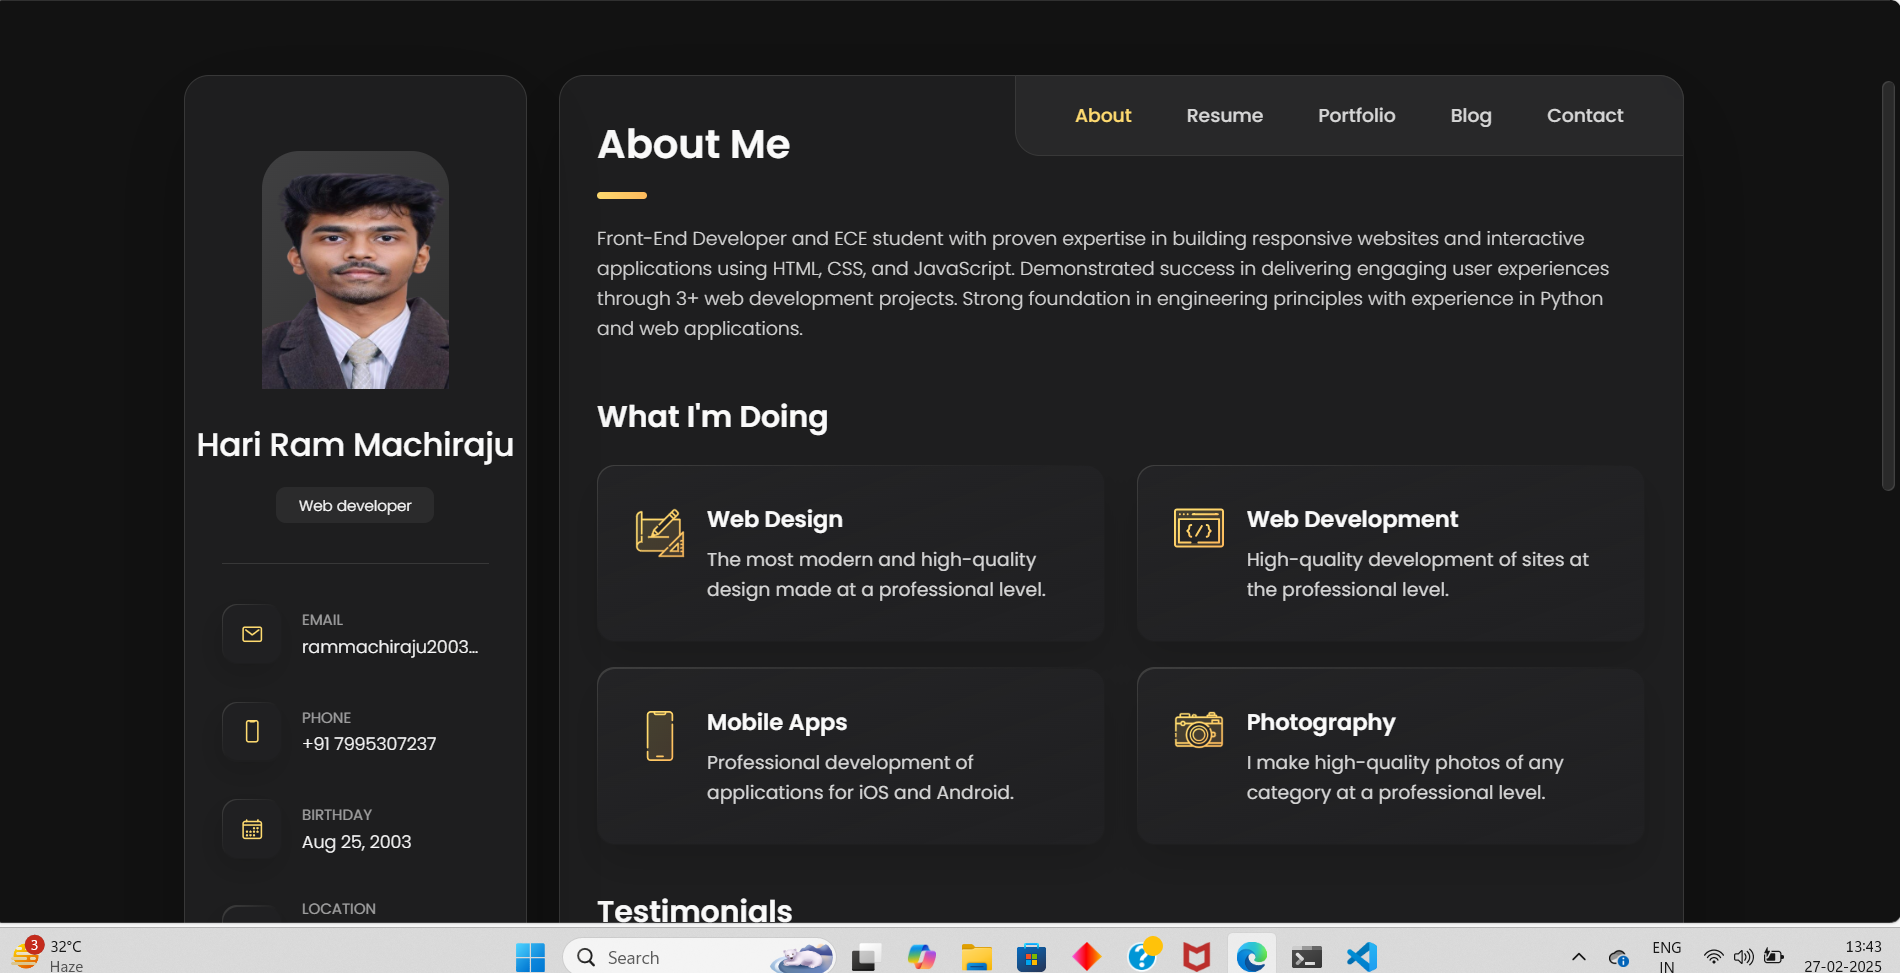 About
Resume
Portfolio
Blog
Contact
Hari Ram Machiraju
Web developer
EMAIL
rammachiraju2003...
PHONE
+91 7995307237
BIRTHDAY
Aug 25, 2003
LOCATION
About Me
Front-End Developer and ECE student with proven expertise in building responsive websites and interactive
applications using HTML, CSS, and JavaScript. Demonstrated success in delivering engaging user experiences
through 3+ web development projects. Strong foundation in engineering principles with experience in Python
and web applications.
What I'm Doing
Web Design
The most modern and high-quality
design made at a professional level.
Web Development
High-quality development of sites at
the professional level.
Mobile Apps
Professional development of
applications for iOS and Android.
Photography
I make high-quality photos of any
category at a professional level.
Testimonials
3
32°C
Haze
Search
ENG
IN
13:43
27-02-2025